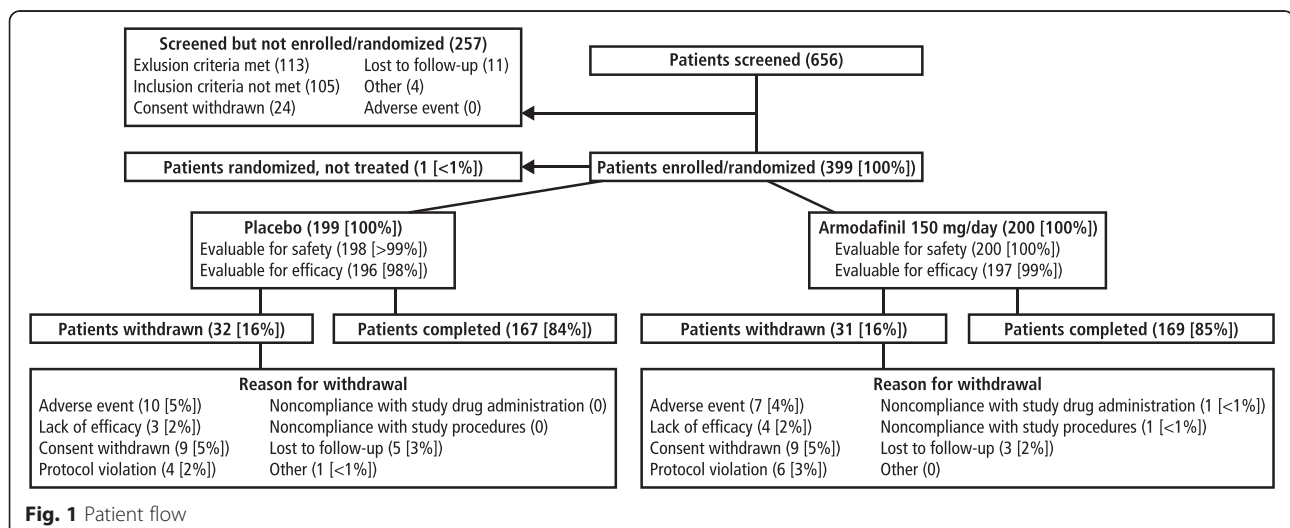 Screened but not enrolled/randomized (257)
Exlusion criteria met (113) Lost to follow-up (11)
Inclusion criteria not met (105) Other (4)
Consent withdrawn (24) Adverse event (0)
Patients screened (656)
Patients randomized, not treated (1 [<1%])
Patients enrolled/randomized (399 [100%])
Placebo (199 [100%])
Evaluable for safety (198 [>99%])
Evaluable for efficacy (196 [98%])
Armodafinil 150 mg/day (200 [100%])
Evaluable for safety (200 [100%])
Evaluable for efficacy (197 [99%])
Patients withdrawn (32 [16%])
Patients completed (167 [84%])
Patients withdrawn (31 [16%])
Patients completed (169 [85%])
Reason for withdrawal
Adverse event (10 [5%]) Noncompliance with study drug administration (0)
Lack of efficacy (3 [2%]) Noncompliance with study procedures (0)
Consent withdrawn (9 [5%]) Lost to follow-up (5 [3%])
Protocol violation (4 [2%]) Other (1 [<1%])
Reason for withdrawal
Adverse event (7 [4%]) Noncompliance with study drug administration (1 [<1%])
Lack of efficacy (4 [2%]) Noncompliance with study procedures (1 [<1%])
Consent withdrawn (9 [5%]) Lost to follow-up (3 [2%])
Protocol violation (6 [3%]) Other (0)
Fig. 1 Patient flow